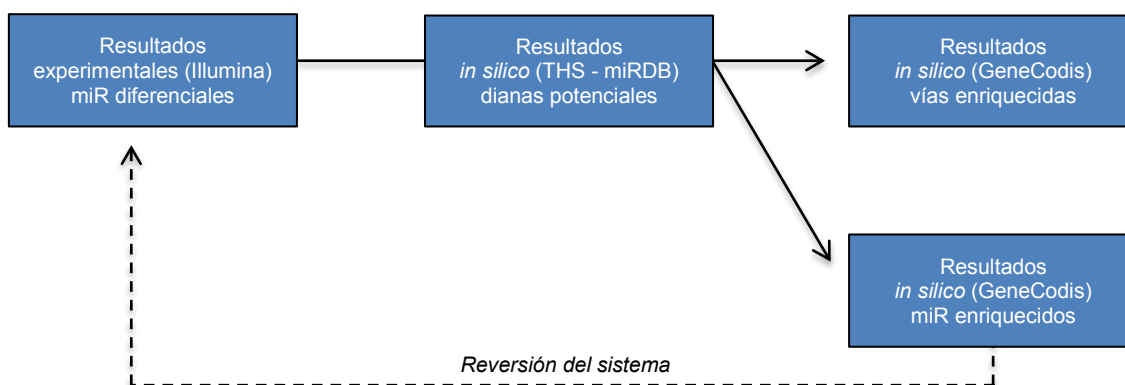 Resultados
experimentales (Illumina)
miR diferenciales
Resultados
in silico (THS - miRDB)
dianas potenciales
Resultados
in silico (GeneCodis)
vías enriquecidas
Resultados
in silico (GeneCodis)
miR enriquecidos
Reversión del sistema